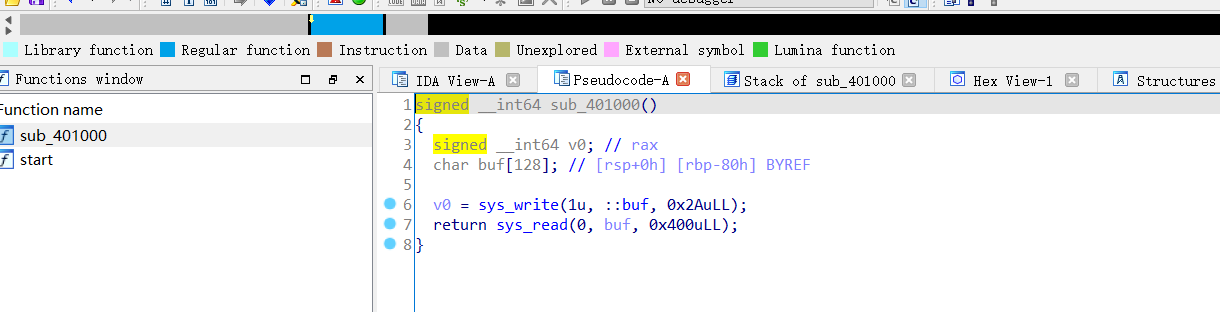 Library function Regular function Instruction Data Unexplored External symbol Lumina function
Functions window
IDA View-A Pseudocode-A Stack of sub_401000 Hex View-1 Structures
Function name
sub_401000
start
1 signed __int64 sub_401000()
2 {
3 signed __int64 v0; // rax
4 char buf[128]; // [rsp+0h] [rbp-80h] BYREF
5
6 v0 = sys_write(1u, ::buf, 0x2AuLL);
7 return sys_read(0, buf, 0x400uLL);
8 }